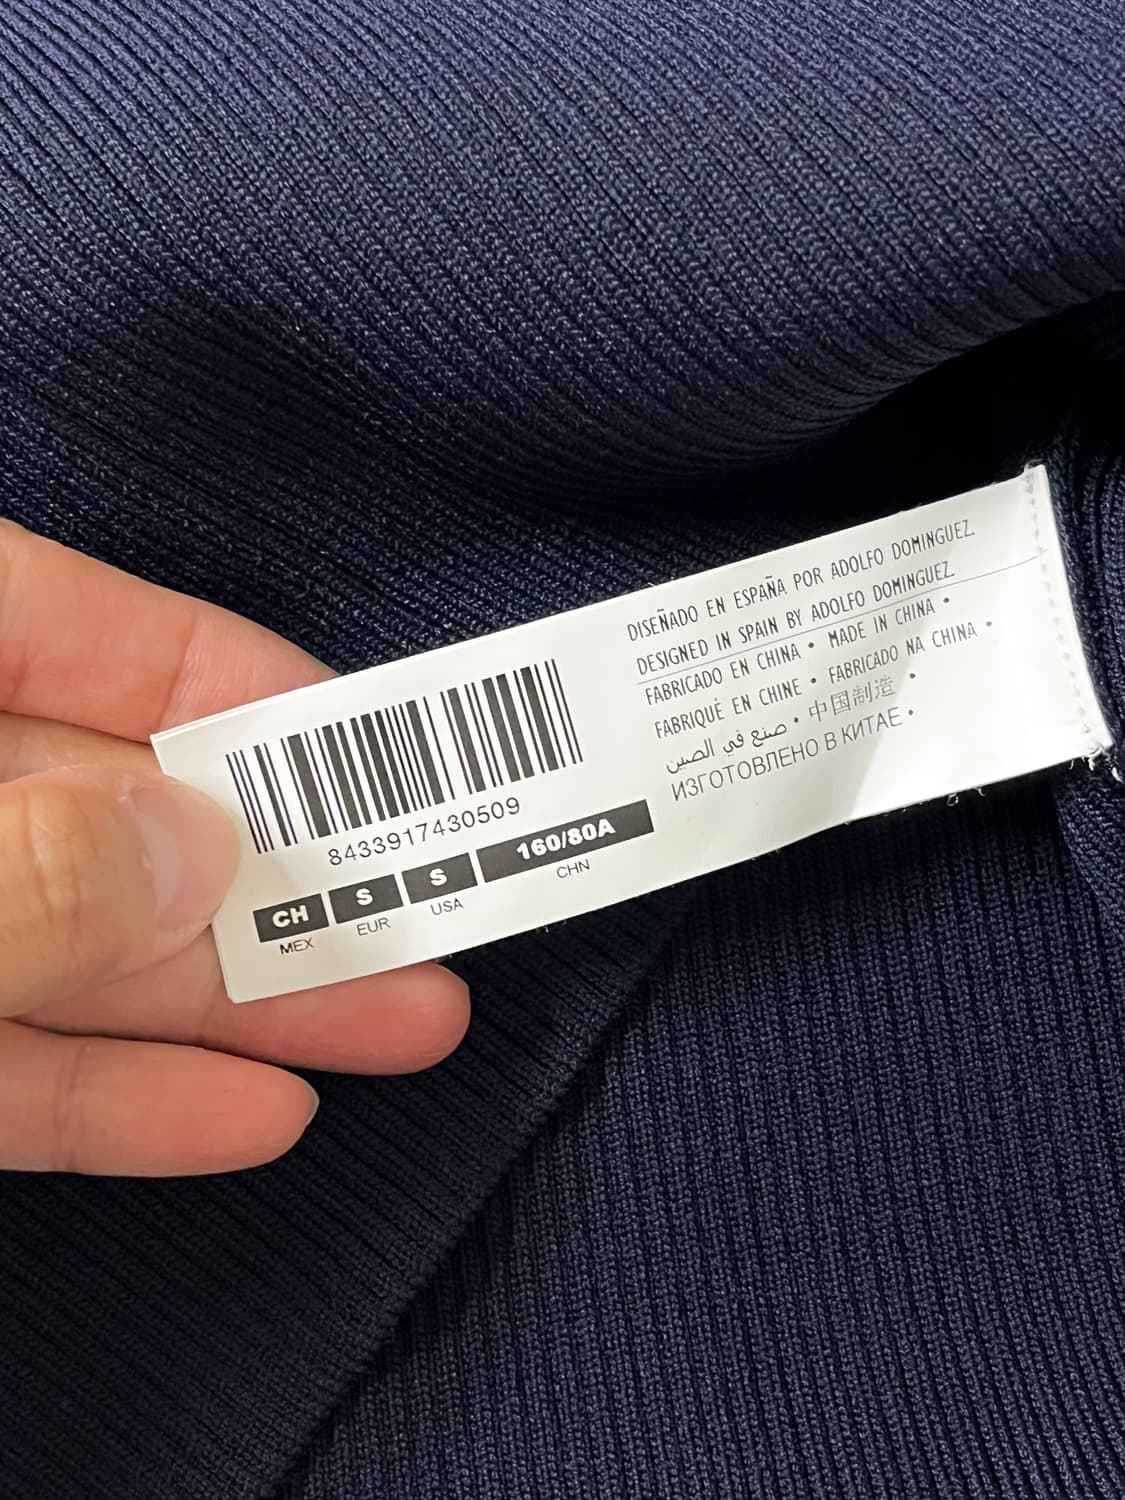 DISEÑADO EN ESPAÑA POR ADOLFO DOMINGUEZ
DESIGNED IN SPAIN BY ADOLFO DOMINGUEZ
FABRICADO EN CHINA • MADE IN CHINA •
FABRIQUÉ EN CHINE • FABRICADO NA CHINA •
صنع في الصين • 中国制造 •
ИЗГОТОВЛЕНО В КИТАЕ •
8433917430509
CH S S 160/80A
MEX EUR USA CHN